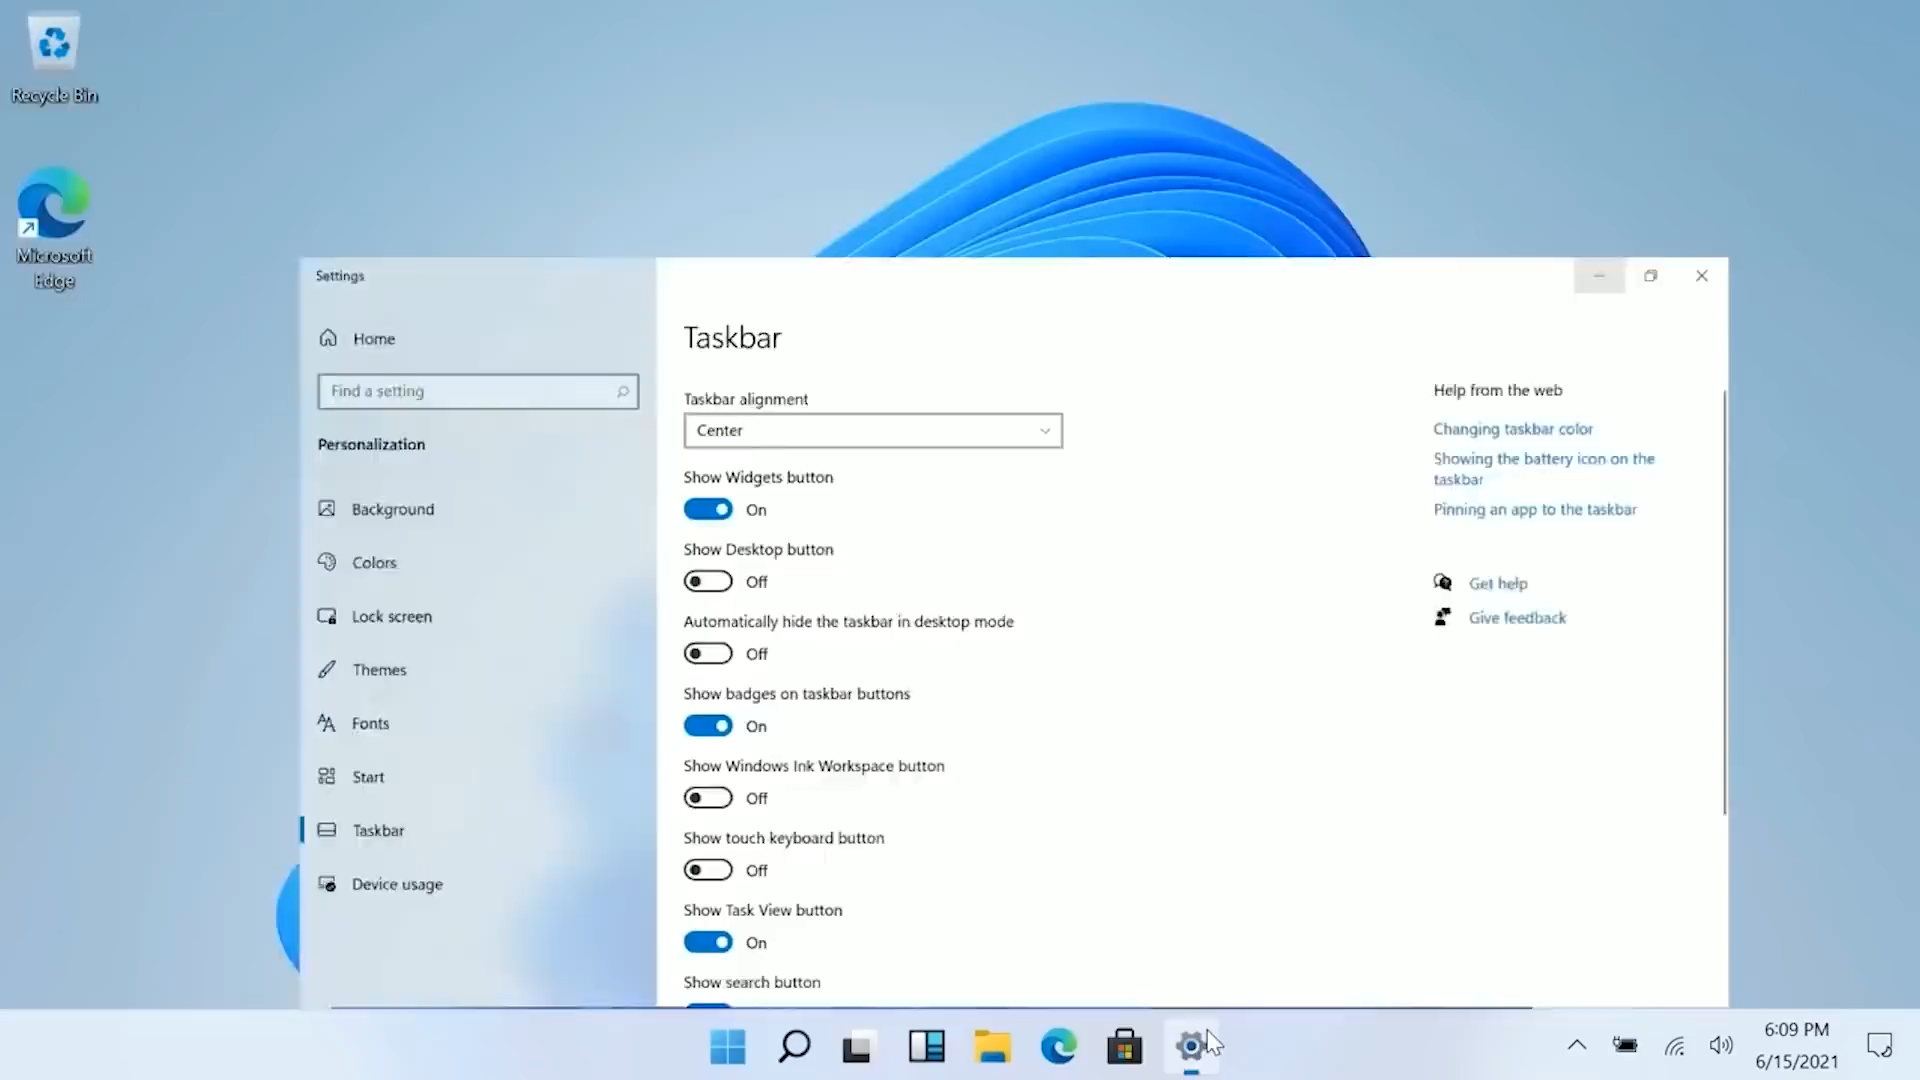 Recycle Bin
Microsoft
Edge
Settings
Home
Find a setting
Personalization
Background
Colors
Lock screen
Themes
Fonts
Start
Taskbar
Device usage
Taskbar
Taskbar alignment
Center
Show Widgets button
On
Show Desktop button
Off
Automatically hide the taskbar in desktop mode
Off
Show badges on taskbar buttons
On
Show Windows Ink Workspace button
Off
Show touch keyboard button
Off
Show Task View button
On
Show search button
Help from the web
Changing taskbar color
Showing the battery icon on the
taskbar
Pinning an app to the taskbar
Get help
Give feedback
6:09 PM
6/15/2021